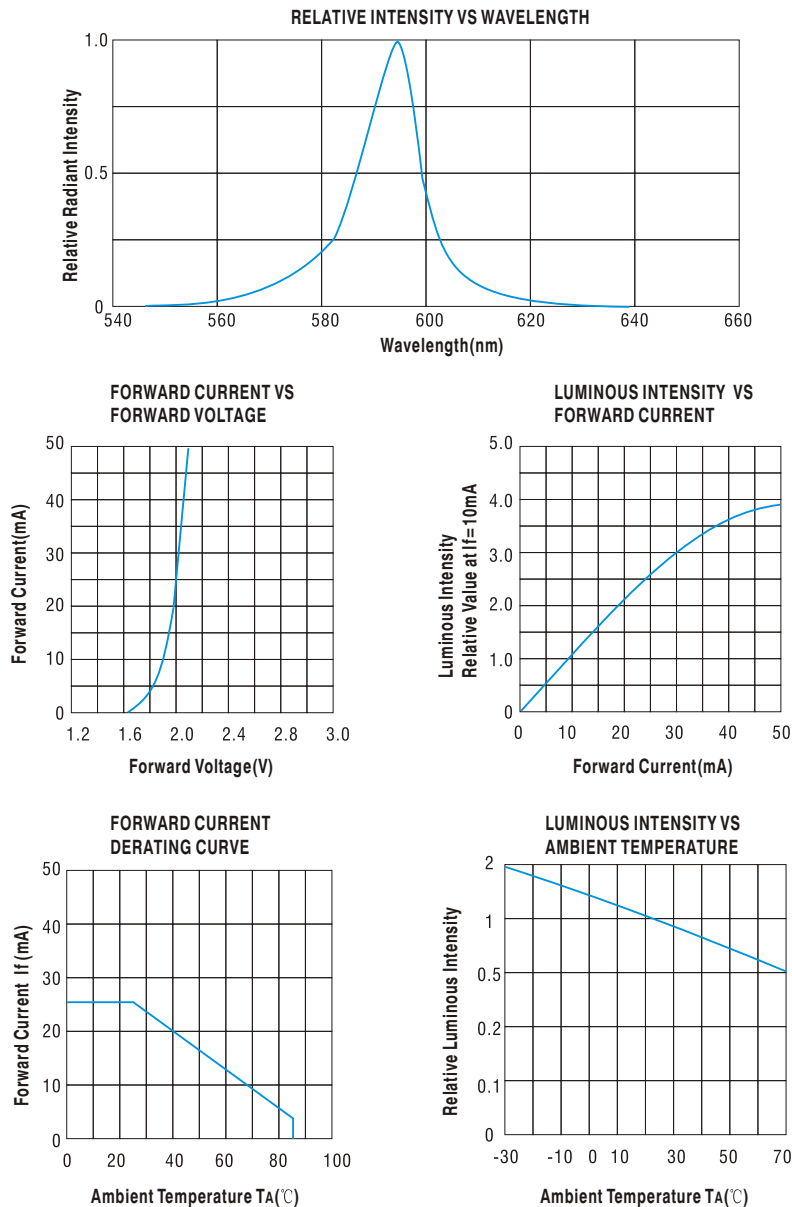 RELATIVE INTENSITY VS WAVELENGTH
Relative Radiant Intensity
1.0
0.5
0
540 560 580 600 620 640 660
Wavelength(nm)
FORWARD CURRENT VS
FORWARD VOLTAGE
Forward Current(mA)
50
40
30
20
10
0
1.2 1.6 2.0 2.4 2.8 3.0
Forward Voltage(V)
LUMINOUS INTENSITY VS
FORWARD CURRENT
Luminous Intensity
Relative Value at If=10mA
5.0
4.0
3.0
2.0
1.0
0
0 10 20 30 40 50
Forward Current(mA)
FORWARD CURRENT
DERATING CURVE
Forward Current If (mA)
50
40
30
20
10
0
0 20 40 60 80 100
Ambient Temperature TA(℃)
LUMINOUS INTENSITY VS
AMBIENT TEMPERATURE
Relative Luminous Intensity
2
1
0.5
0.2
0.1
0
-30 -10 0 10 30 50 70
Ambient Temperature TA(℃)